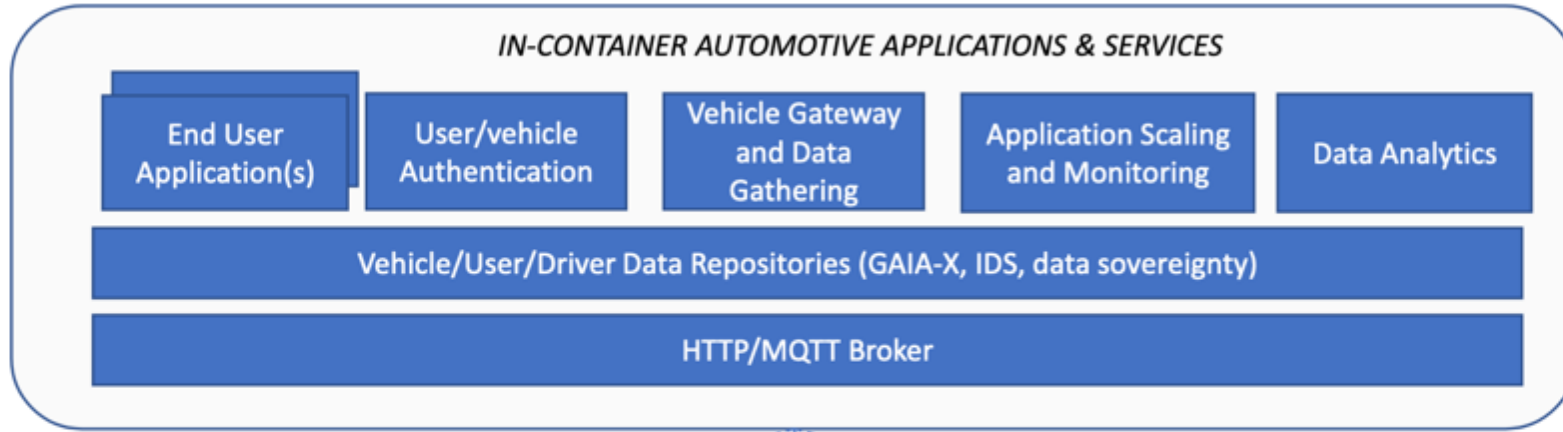 IN-CONTAINER AUTOMOTIVE APPLICATIONS & SERVICES
End User
Application(s)
User/vehicle
Authentication
Vehicle Gateway
and Data
Gathering
Application Scaling
and Monitoring
Data Analytics
Vehicle/User/Driver Data Repositories (GAIA-X, IDS, data sovereignty)
HTTP/MQTT Broker